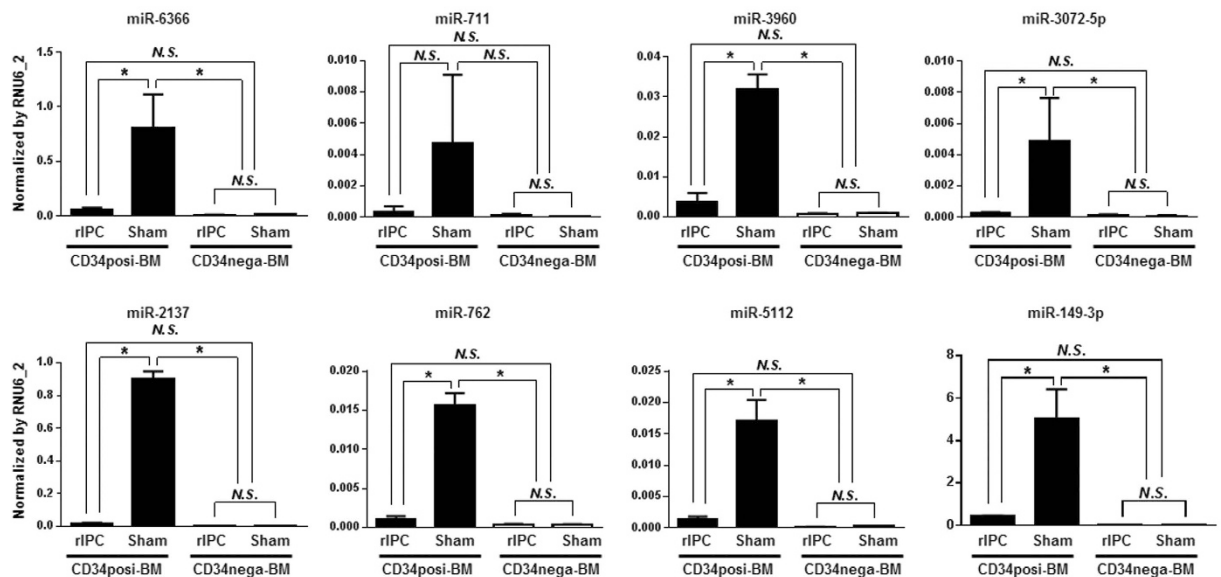 miR-6366
Normalized by RNU6_2
1.5
1.0
0.5
0.0
N.S.
*
*
N.S.
rIPC Sham rIPC Sham
CD34posi-BM CD34nega-BM
miR-711
0.010
0.008
0.006
0.004
0.002
0.000
N.S.
N.S.
N.S.
N.S.
rIPC Sham rIPC Sham
CD34posi-BM CD34nega-BM
miR-3960
0.04
0.03
0.02
0.01
0.00
N.S.
*
*
N.S.
rIPC Sham rIPC Sham
CD34posi-BM CD34nega-BM
miR-3072-5p
0.010
0.008
0.006
0.004
0.002
0.000
N.S.
*
*
N.S.
rIPC Sham rIPC Sham
CD34posi-BM CD34nega-BM
miR-2137
Normalized by RNU6_2
1.0
0.8
0.6
0.4
0.2
0.0
N.S.
*
*
N.S.
rIPC Sham rIPC Sham
CD34posi-BM CD34nega-BM
miR-762
0.020
0.015
0.010
0.005
0.000
N.S.
*
*
N.S.
rIPC Sham rIPC Sham
CD34posi-BM CD34nega-BM
miR-5112
0.025
0.020
0.015
0.010
0.005
0.000
N.S.
*
*
N.S.
rIPC Sham rIPC Sham
CD34posi-BM CD34nega-BM
miR-149-3p
8
6
4
2
0
N.S.
*
*
N.S.
rIPC Sham rIPC Sham
CD34posi-BM CD34nega-BM